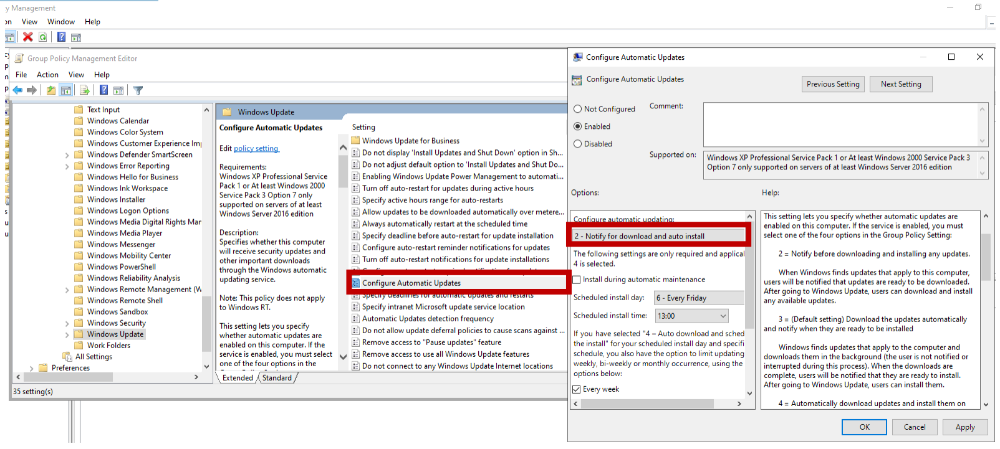 y Management
on View Window Help
Group Policy Management Editor
File Action View Help
Text Input
Windows Calendar
Windows Color System
Windows Customer Experience Im
Windows Defender SmartScreen
Windows Error Reporting
Windows Hello for Business
Windows Ink Workspace
Windows Installer
Windows Logon Options
Windows Media Digital Rights Mar
Windows Media Player
Windows Messenger
Windows Mobility Center
Windows PowerShell
Windows Reliability Analysis
Windows Remote Management (W
Windows Remote Shell
Windows Sandbox
Windows Security
Windows Update
Work Folders
All Settings
Preferences
35 setting(s)
Windows Update
Configure Automatic Updates
Edit policy setting
Requirements:
Windows XP Professional Service
Pack 1 or At least Windows 2000
Service Pack 3 Option 7 only
supported on servers of at least
Windows Server 2016 edition
Description:
Specifies whether this computer
will receive security updates and
other important downloads
through the Windows automatic
updating service.
Note: This policy does not apply
to Windows RT.
This setting lets you specify
whether automatic updates are
enabled on this computer. If the
service is enabled, you must select
one of the four options in the
Setting
Windows Update for Business
Do not display 'Install Updates and Shut Down' option in Sh...
Do not adjust default option to 'Install Updates and Shut Do...
Enabling Windows Update Power Management to automati...
Turn off auto-restart for updates during active hours
Specify active hours range for auto-restarts
Allow updates to be downloaded automatically over metere...
Always automatically restart at the scheduled time
Specify deadline before auto-restart for update installation
Configure auto-restart reminder notifications for updates
Turn off auto-restart notifications for update installations
Configure Automatic Updates
Specify deadlines for automatic updates and restarts
Specify intranet Microsoft update service location
Automatic Updates detection frequency
Do not allow update deferral policies to cause scans against ...
Remove access to "Pause updates" feature
Remove access to use all Windows Update features
Do not connect to any Windows Update Internet locations
Extended Standard
Configure Automatic Updates
Configure Automatic Updates
Previous Setting Next Setting
Not Configured
Enabled
Disabled
Comment:
Supported on:
Windows XP Professional Service Pack 1 or At least Windows 2000 Service Pack 3
Option 7 only supported on servers of at least Windows Server 2016 edition
Options:
Configure automatic updating:
2 - Notify for download and auto install
The following settings are only required and applical
4 is selected.
Install during automatic maintenance
Scheduled install day: 6 - Every Friday
Scheduled install time: 13:00
If you have selected "4 – Auto download and sched
the install" for your scheduled install day and specifi
schedule, you also have the option to limit updating
weekly, bi-weekly or monthly occurrence, using the
options below:
Every week
Help:
This setting lets you specify whether automatic updates are
enabled on this computer. If the service is enabled, you must
select one of the four options in the Group Policy Setting:
2 = Notify before downloading and installing any updates.
When Windows finds updates that apply to this computer,
users will be notified that updates are ready to be downloaded.
After going to Windows Update, users can download and install
any available updates.
3 = (Default setting) Download the updates automatically
and notify when they are ready to be installed
Windows finds updates that apply to the computer and
downloads them in the background (the user is not notified or
interrupted during this process). When the downloads are
complete, users will be notified that they are ready to install.
After going to Windows Update, users can install them.
4 = Automatically download updates and install them on
OK Cancel Apply